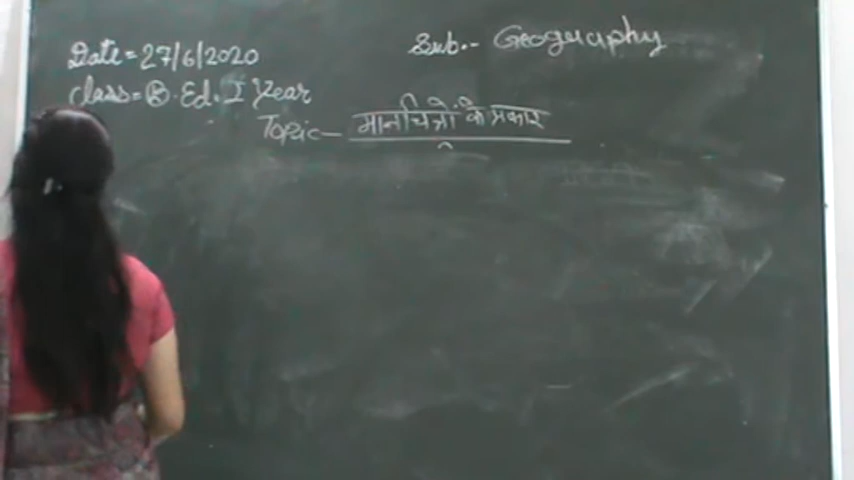 Date=27/6/2020
Sub.- Geography
Class=B.Ed. I Year
Topic- मानचित्रों के प्रकार